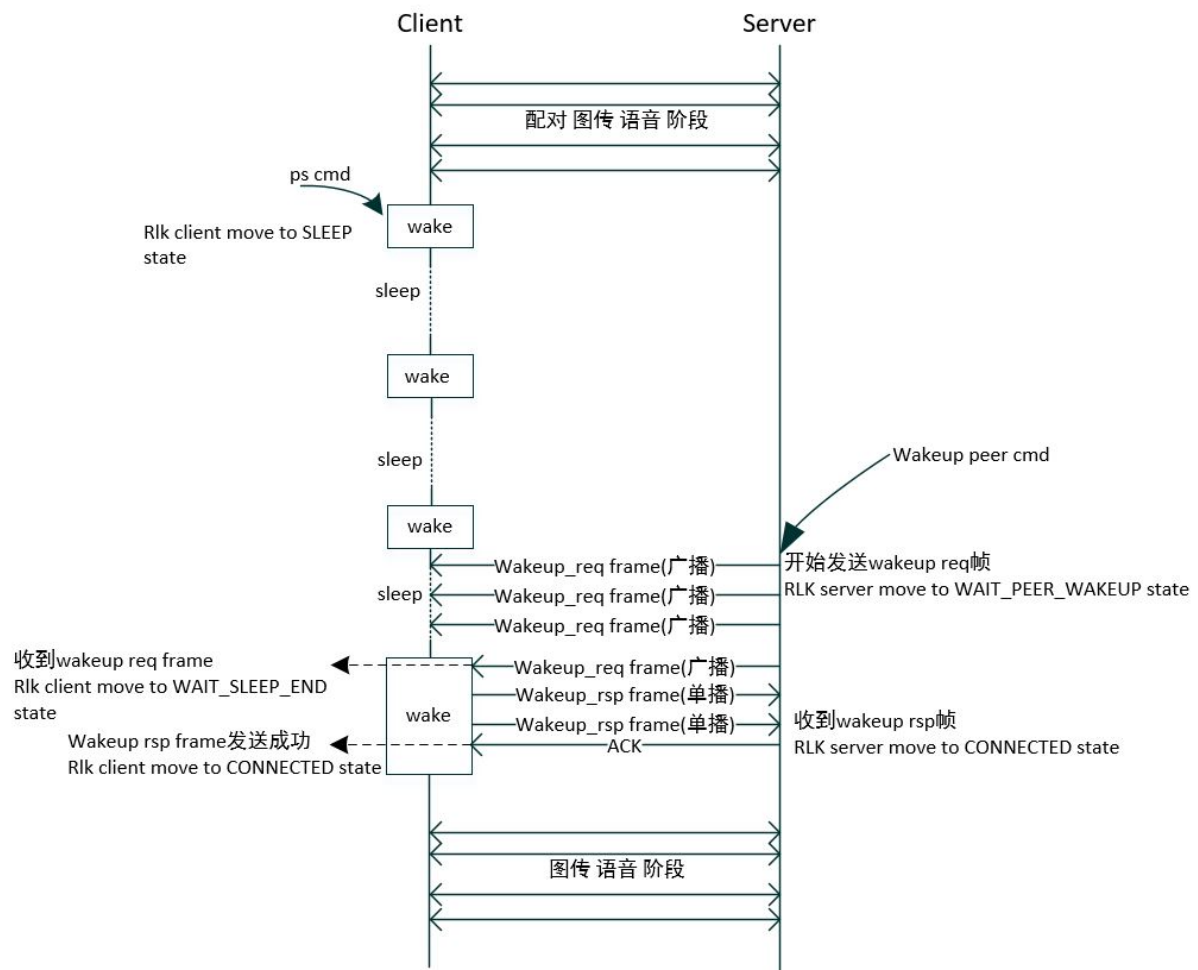 Client
Server
配对 图传 语音 阶段
ps cmd
wake
Rlk client move to SLEEP
state
sleep
wake
sleep
Wakeup peer cmd
wake
Wakeup_req frame(广播)
开始发送wakeup req帧
sleep
Wakeup_req frame(广播)
RLK server move to WAIT_PEER_WAKEUP state
Wakeup_req frame(广播)
收到wakeup req frame
Wakeup_req frame(广播)
Rlk client move to WAIT_SLEEP_END
state
Wakeup_rsp frame(单播)
wake
Wakeup_rsp frame(单播)
收到wakeup rsp帧
Wakeup rsp frame发送成功
ACK
RLK server move to CONNECTED state
Rlk client move to CONNECTED state
图传 语音 阶段